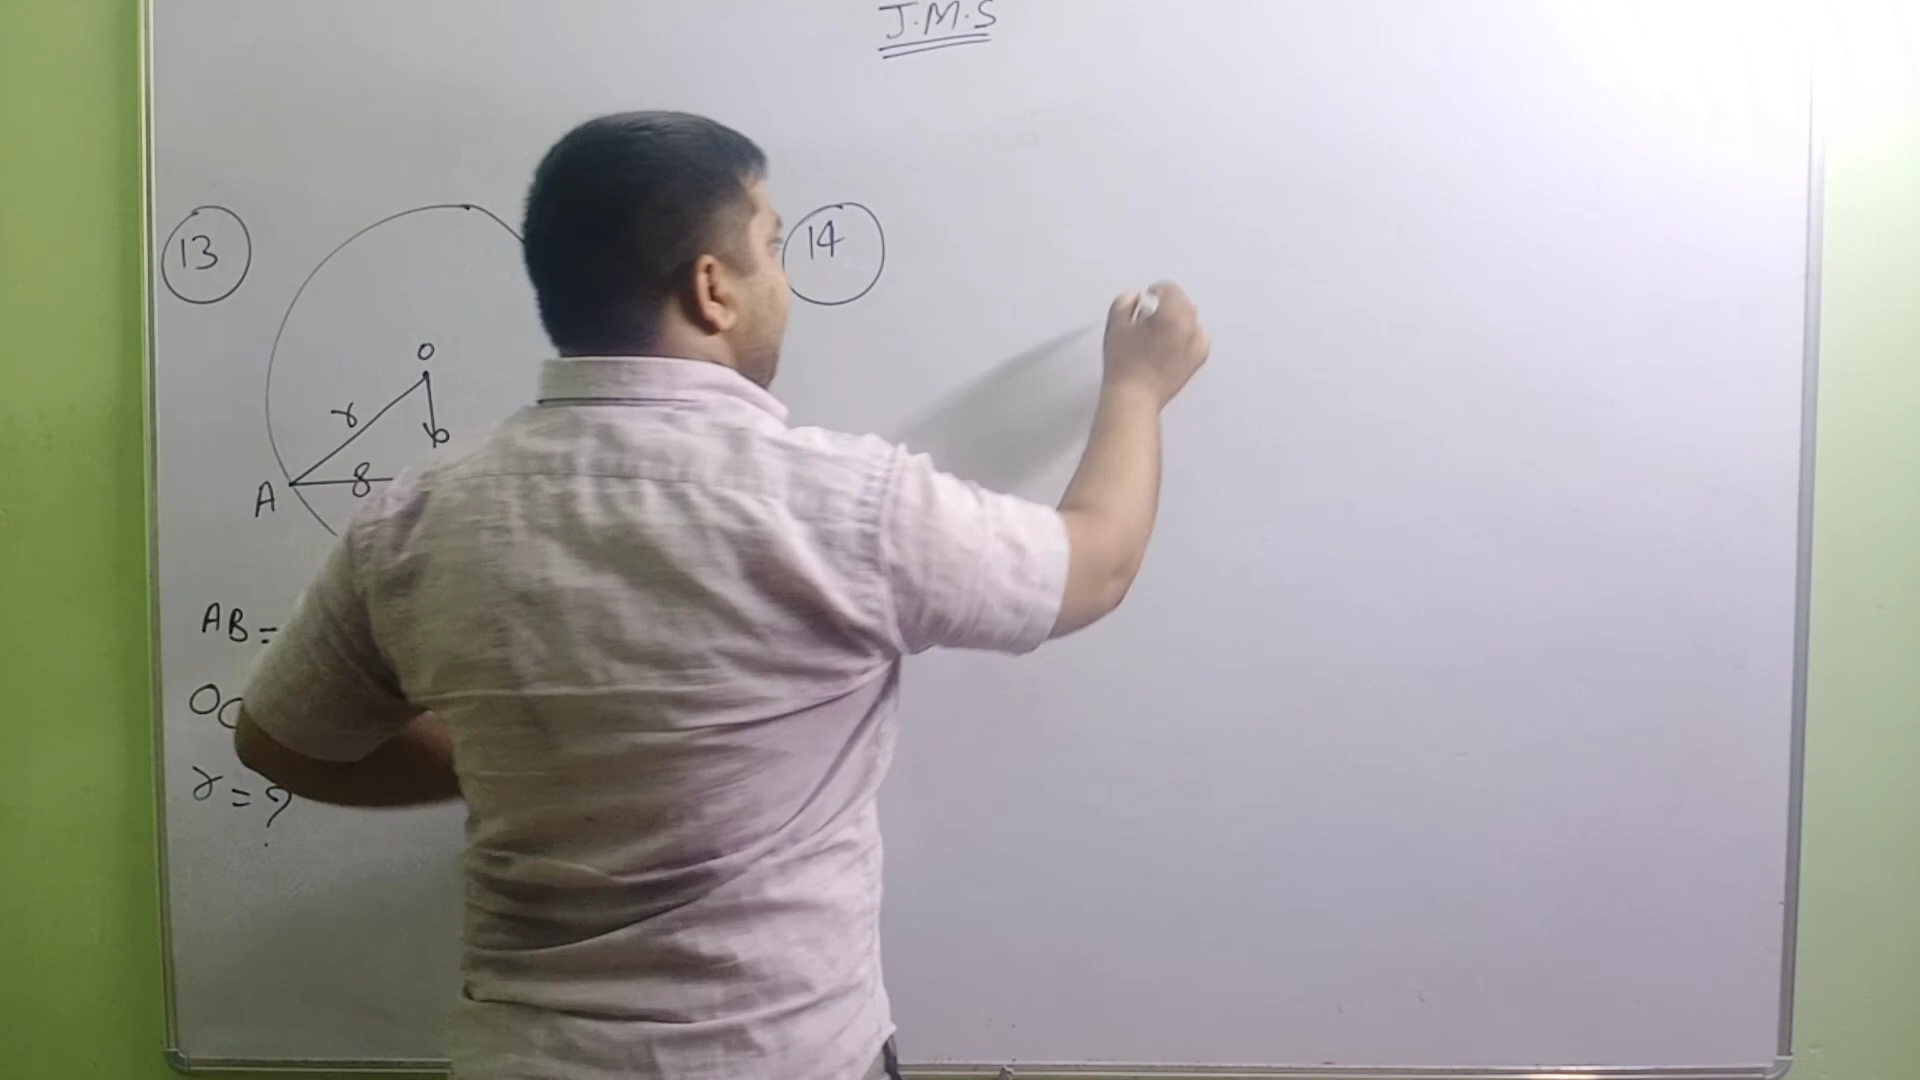 J.M.S
13
14
O
r
6
A
8
AB =
OC
r = ?